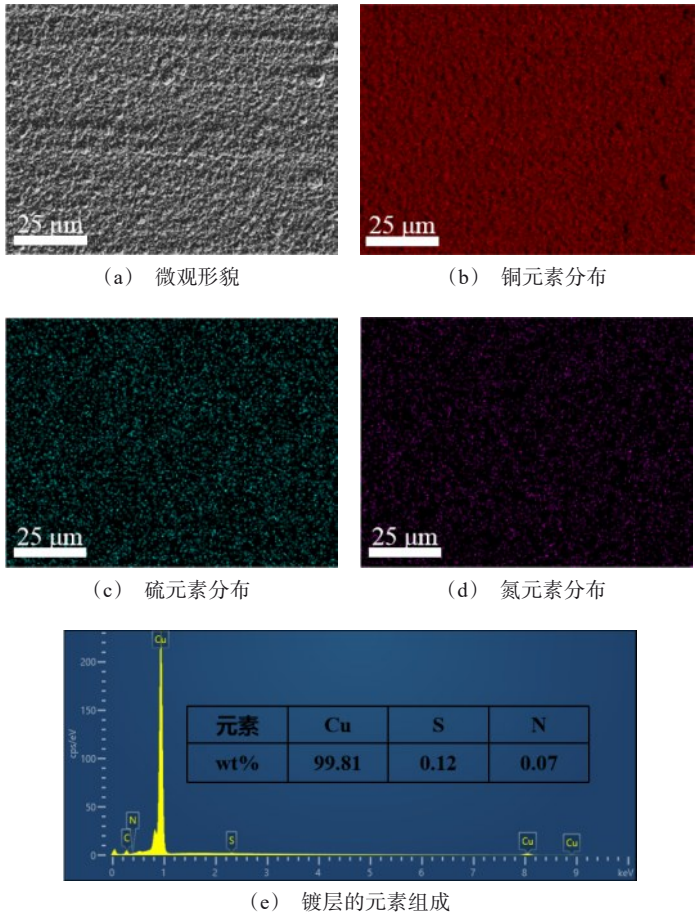 25 μm
25 μm
（a） 微观形貌
（b） 铜元素分布
25 μm
25 μm
（c） 硫元素分布
（d） 氮元素分布
Cu
200
150
cps/eV
元素 Cu S N
wt% 99.81 0.12 0.07
100
50
N
C
S
Cu
Cu
0
0 1 2 3 4 5 6 7 8 9 keV
（e） 镀层的元素组成